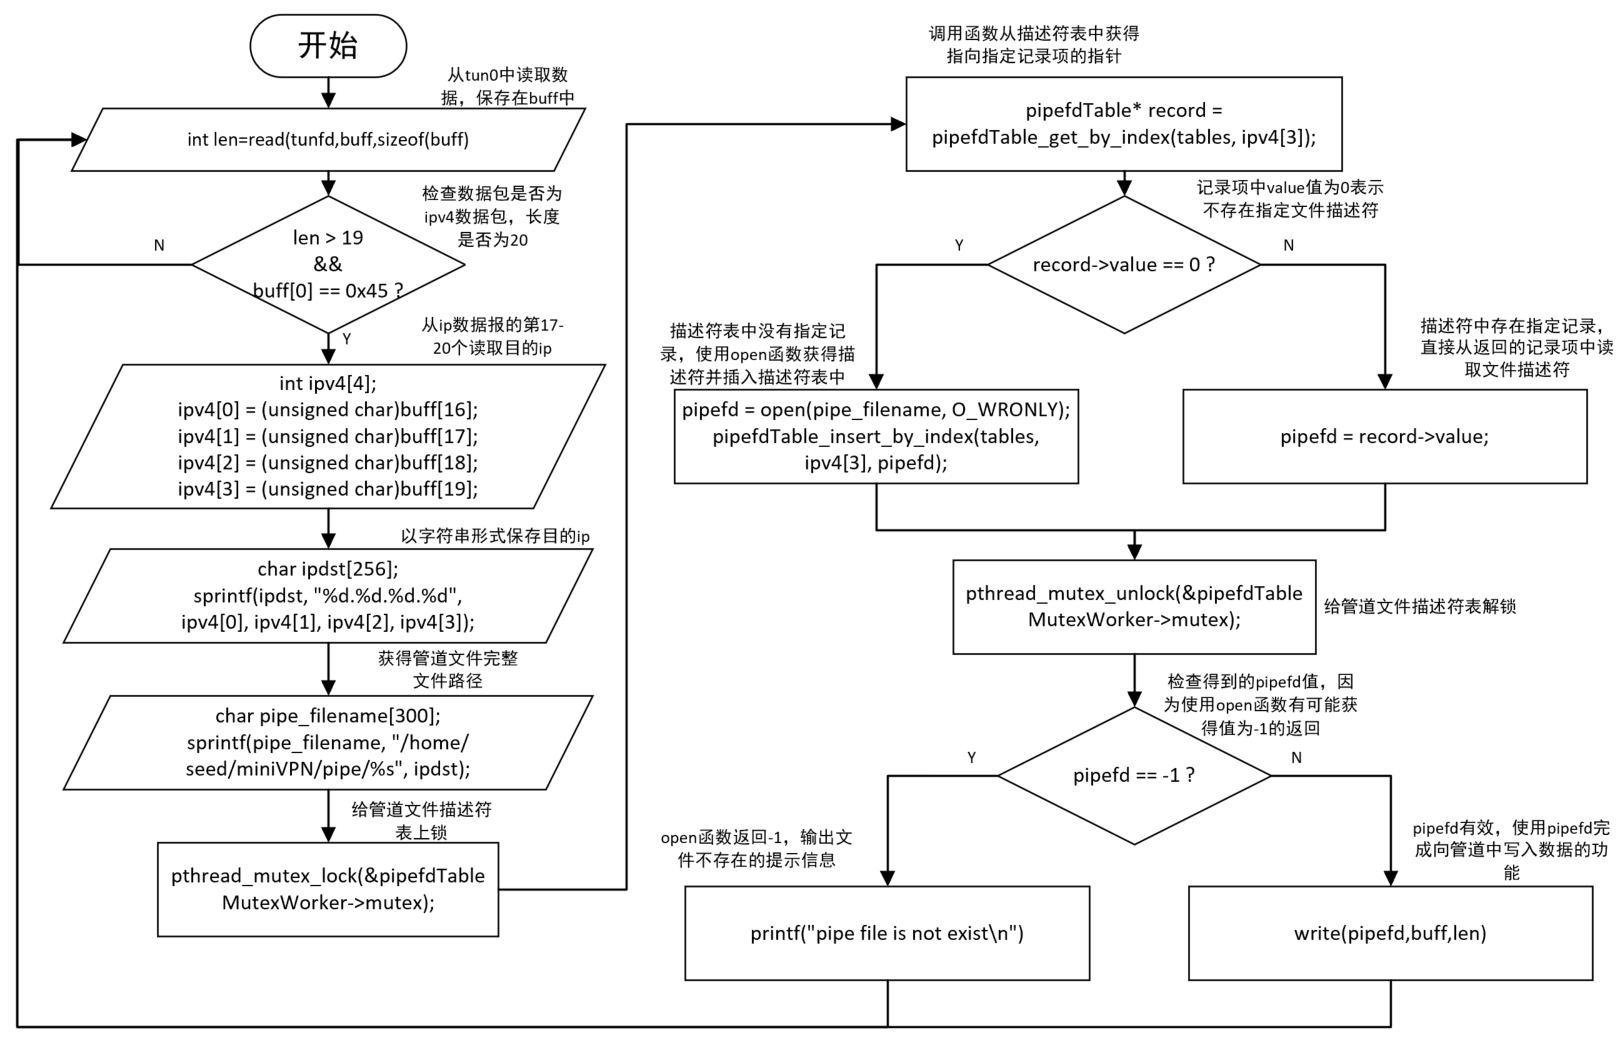 开始
从tun0中读取数
据，保存在buff中
int len=read(tunfd,buff,sizeof(buff)
检查数据包是否为
ipv4数据包，长度
是否为20
len > 19
&&
buff[0] == 0x45 ?
N
Y
从ip数据报的第17-
20个读取目的ip
int ipv4[4];
ipv4[0] = (unsigned char)buff[16];
ipv4[1] = (unsigned char)buff[17];
ipv4[2] = (unsigned char)buff[18];
ipv4[3] = (unsigned char)buff[19];
以字符串形式保存目的ip
char ipdst[256];
sprintf(ipdst, "%d.%d.%d.%d",
ipv4[0], ipv4[1], ipv4[2], ipv4[3]);
获得管道文件完整
文件路径
char pipe_filename[300];
sprintf(pipe_filename, "/home/
seed/miniVPN/pipe/%s", ipdst);
给管道文件描述符
表上锁
pthread_mutex_lock(&pipefdTable
MutexWorker->mutex);
调用函数从描述符表中获得
指向指定记录项的指针
pipefdTable* record =
pipefdTable_get_by_index(tables, ipv4[3]);
记录项中value值为0表示
不存在指定文件描述符
Y
N
record->value == 0 ?
描述符表中没有指定记
录，使用open函数获得描
述符并插入描述符表中
描述符中存在指定记录，
直接从返回的记录项中读
取文件描述符
pipefd = open(pipe_filename, O_WRONLY);
pipefdTable_insert_by_index(tables,
ipv4[3], pipefd);
pipefd = record->value;
pthread_mutex_unlock(&pipefdTable
MutexWorker->mutex);
给管道文件描述符表解锁
检查得到的pipefd值，因
为使用open函数有可能获
得值为-1的返回
Y
N
pipefd == -1 ?
open函数返回-1，输出文
件不存在的提示信息
pipefd有效，使用pipefd完
成向管道中写入数据的功
能
printf("pipe file is not exist\n")
write(pipefd,buff,len)